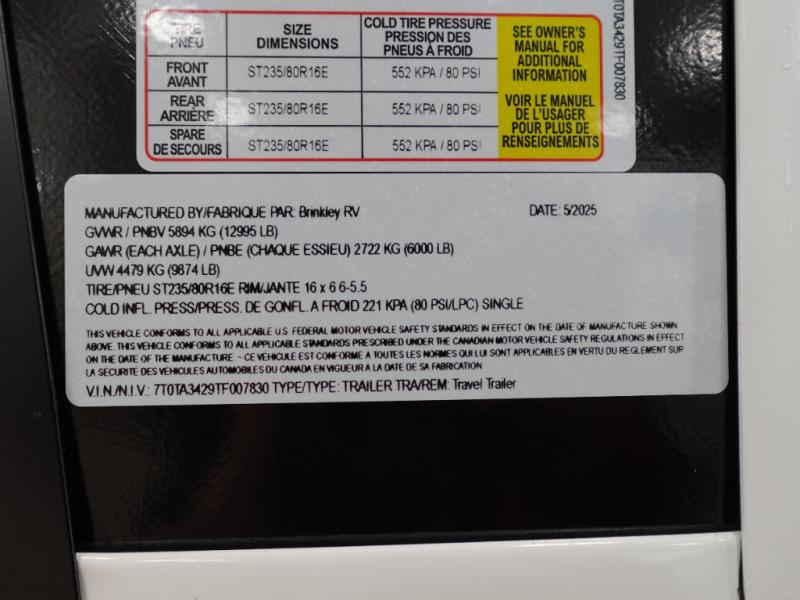 TIRE PNEU SIZE DIMENSIONS COLD TIRE PRESSURE PRESSION DES PNEUS À FROID
FRONT AVANT ST235/80R16E 552 KPA / 80 PSI
REAR ARRIÈRE ST235/80R16E 552 KPA / 80 PSI
SPARE DE SECOURS ST235/80R16E 552 KPA / 80 PSI
SEE OWNER'S
MANUAL FOR
ADDITIONAL
INFORMATION
VOIR LE MANUEL
DE L'USAGER
POUR PLUS DE
RENSEIGNEMENTS
7T0TA3429TF007830
MANUFACTURED BY/FABRIQUE PAR: Brinkley RV DATE: 5/2025
GVWR / PNBV 5894 KG (12995 LB)
GAWR (EACH AXLE) / PNBE (CHAQUE ESSIEU) 2722 KG (6000 LB)
UVW 4479 KG (9874 LB)
TIRE/PNEU ST235/80R16E RIM/JANTE 16 x 6 6-5.5
COLD INFL. PRESS/PRESS. DE GONFL. A FROID 221 KPA (80 PSI/LPC) SINGLE
THIS VEHICLE CONFORMS TO ALL APPLICABLE U.S. FEDERAL MOTOR VEHICLE SAFETY STANDARDS IN EFFECT ON THE DATE OF MANUFACTURE SHOWN
ABOVE. THIS VEHICLE CONFORMS TO ALL APPLICABLE STANDARDS PRESCRIBED UNDER THE CANADIAN MOTOR VEHICLE SAFETY REGULATIONS IN EFFECT
ON THE DATE OF THE MANUFACTURE. ~ CE VEHICULE EST CONFORME A TOUTES LES NORMES QUI LUI SONT APPLICABLES EN VERTU DU REGLEMENT SUR
LA SECURITE DES VEHICULES AUTOMOBILES DU CANADA EN VIGUEUR A LA DATE DE SA FABRICATION
V.I.N./N.I.V.: 7T0TA3429TF007830 TYPE/TYPE: TRAILER TRA/REM: Travel Trailer